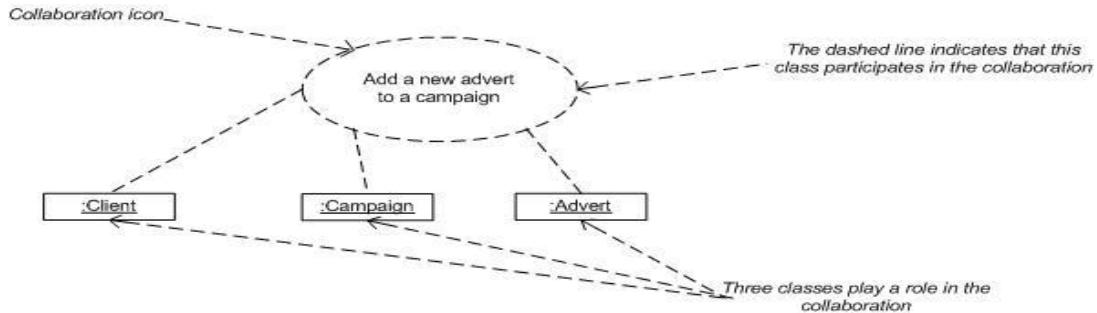 Collaboration icon
The dashed line indicates that this
class participates in the collaboration
Add a new advert
to a campaign
:Client
:Campaign
:Advert
Three classes play a role in the
collaboration